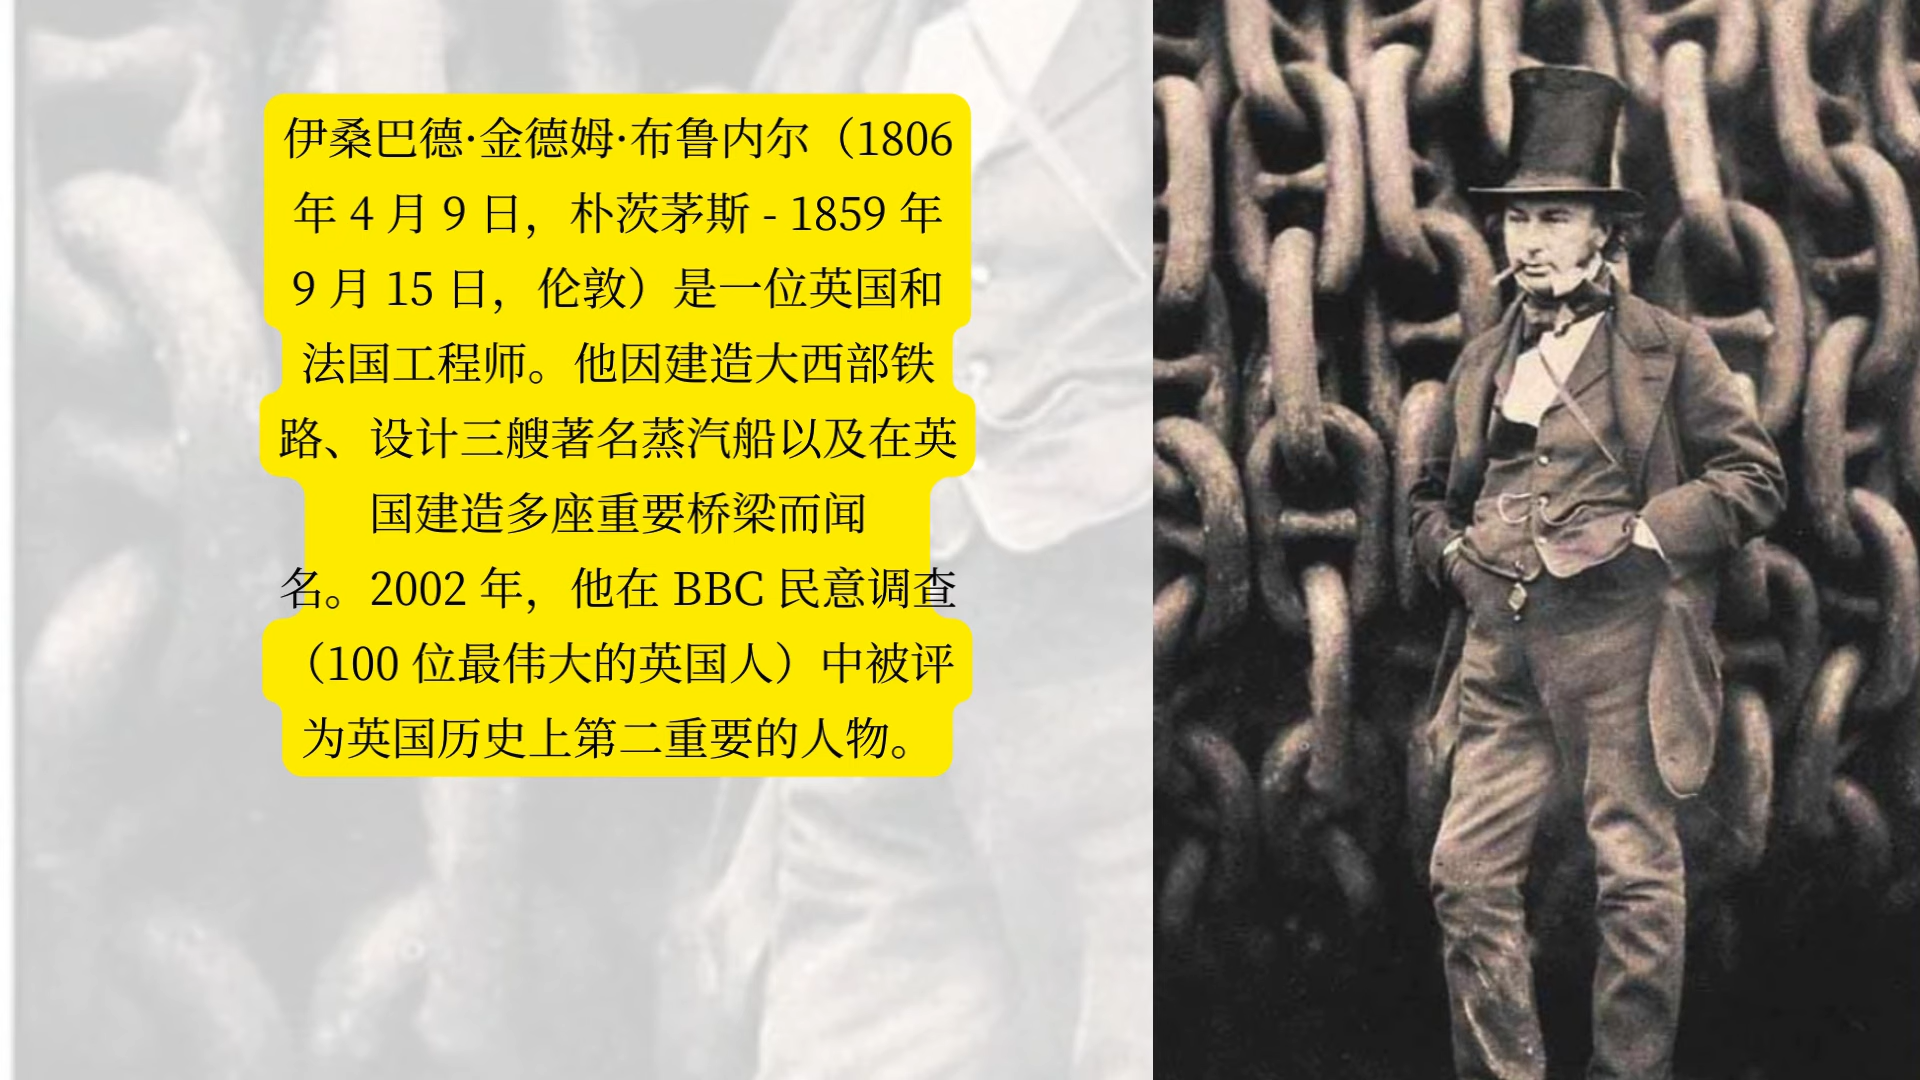 伊桑巴德·金德姆·布鲁内尔（1806
年 4 月 9 日，朴茨茅斯 - 1859 年
9 月 15 日，伦敦）是一位英国和
法国工程师。他因建造大西部铁
路、设计三艘著名蒸汽船以及在英
国建造多座重要桥梁而闻
名。2002 年，他在 BBC 民意调查
（100 位最伟大的英国人）中被评
为英国历史上第二重要的人物。